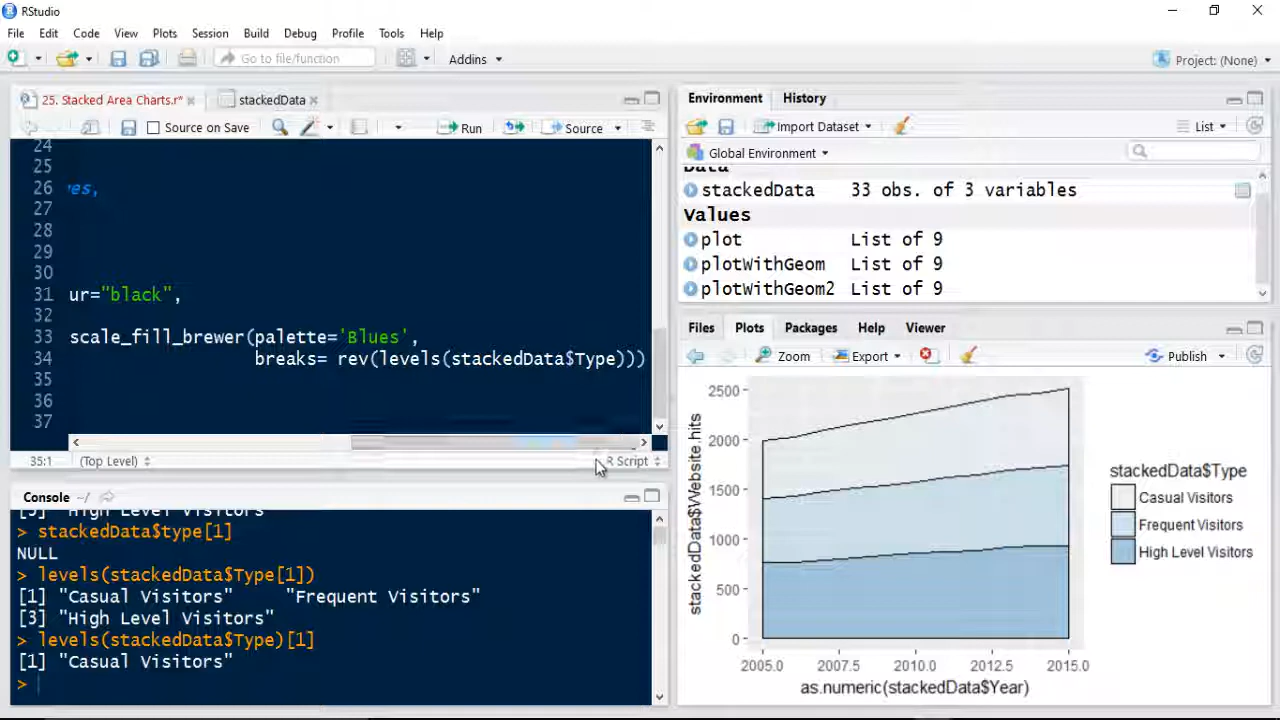 RStudio
File Edit Code View Plots Session Build Debug Profile Tools Help
Go to file/function Addins Project: (None)
25. Stacked Area Charts.r* stackedData
Source on Save Run Source
24
25
26 es,
27
28
29
30
31 ur="black",
32
33 scale_fill_brewer(palette='Blues',
34 breaks= rev(levels(stackedData$Type)))
35
36
37
35:1 (Top Level) R Script
Console ~/
[3] "High Level Visitors"
> stackedData$type[1]
NULL
> levels(stackedData$Type[1])
[1] "Casual Visitors" "Frequent Visitors"
[3] "High Level Visitors"
> levels(stackedData$Type)[1]
[1] "Casual Visitors"
>
Environment History
Import Dataset List
Global Environment
Data
stackedData 33 obs. of 3 variables
Values
plot List of 9
plotWithGeom List of 9
plotWithGeom2 List of 9
Files Plots Packages Help Viewer
Zoom Export Publish
stackedData$Website.hits
2500
2000
1500
1000
500
0
2005.0 2007.5 2010.0 2012.5 2015.0
as.numeric(stackedData$Year)
stackedData$Type
Casual Visitors
Frequent Visitors
High Level Visitors